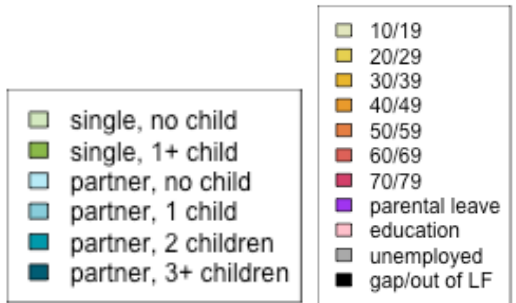 single, no child
single, 1+ child
partner, no child
partner, 1 child
partner, 2 children
partner, 3+ children
10/19
20/29
30/39
40/49
50/59
60/69
70/79
parental leave
education
unemployed
gap/out of LF